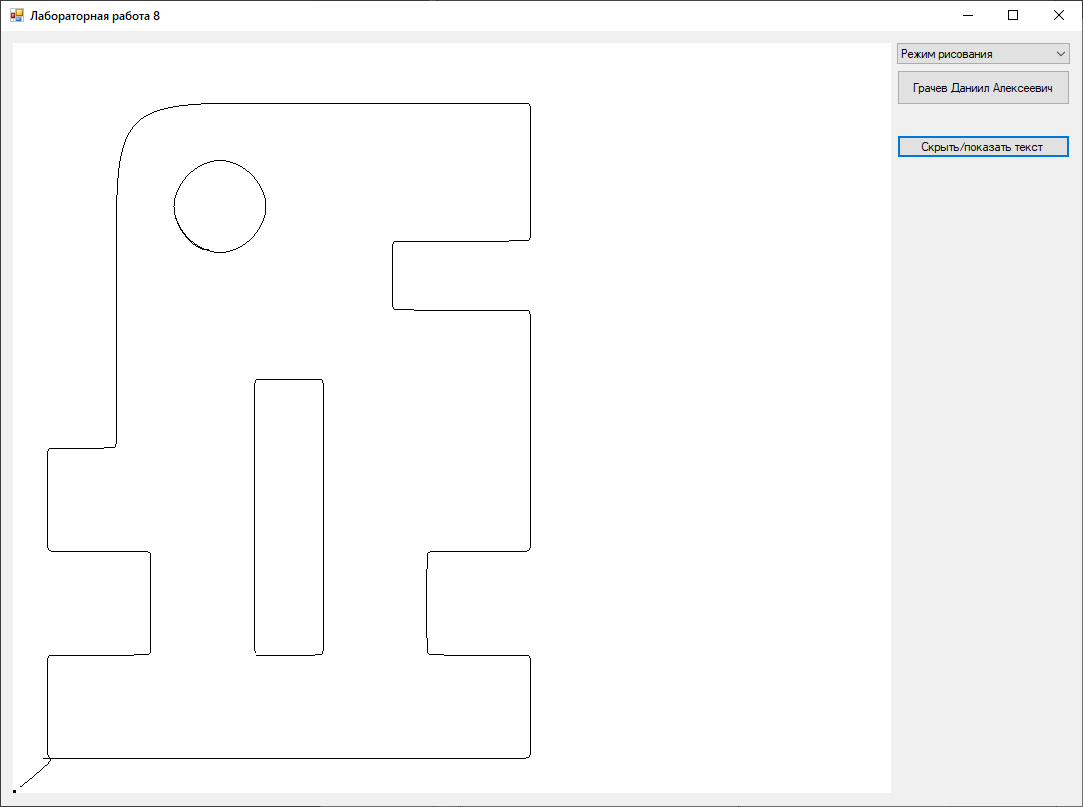 Лабораторная работа 8
Режим рисования
Грачев Даниил Алексеевич
Скрыть/показать текст